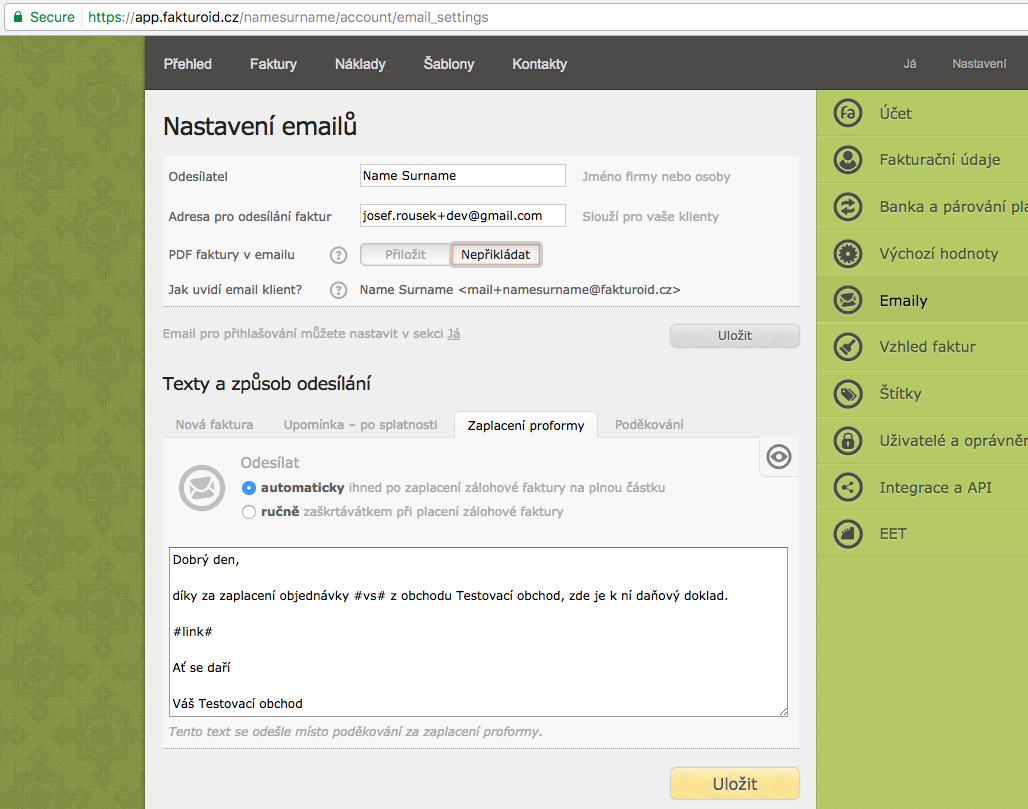 Secure https://app.fakturoid.cz/namesurname/account/email_settings
Přehled Faktury Náklady Šablony Kontakty Já Nastavení
Nastavení emailů
Odesílatel Name Surname Jméno firmy nebo osoby
Adresa pro odesílání faktur josef.rousek+dev@gmail.com Slouží pro vaše klienty
PDF faktury v emailu ? Přiložit Nepřikládat
Jak uvidí email klient? ? Name Surname <mail+namesurname@fakturoid.cz>
Email pro přihlašování můžete nastavit v sekci Já Uložit
Texty a způsob odesílání
Nová faktura Upomínka – po splatnosti Zaplacení proformy Poděkování
Odesílat
automaticky ihned po zaplacení zálohové faktury na plnou částku
ručně zaškrtávátkem při placení zálohové faktury
Dobrý den,
díky za zaplacení objednávky #vs# z obchodu Testovací obchod, zde je k ní daňový doklad.
#link#
Ať se daří
Váš Testovací obchod
Tento text se odešle místo poděkování za zaplacení proformy.
Uložit
fa Účet
Fakturační údaje
Banka a párování pla
Výchozí hodnoty
Emaily
Vzhled faktur
Štítky
Uživatelé a oprávněn
Integrace a API
EET